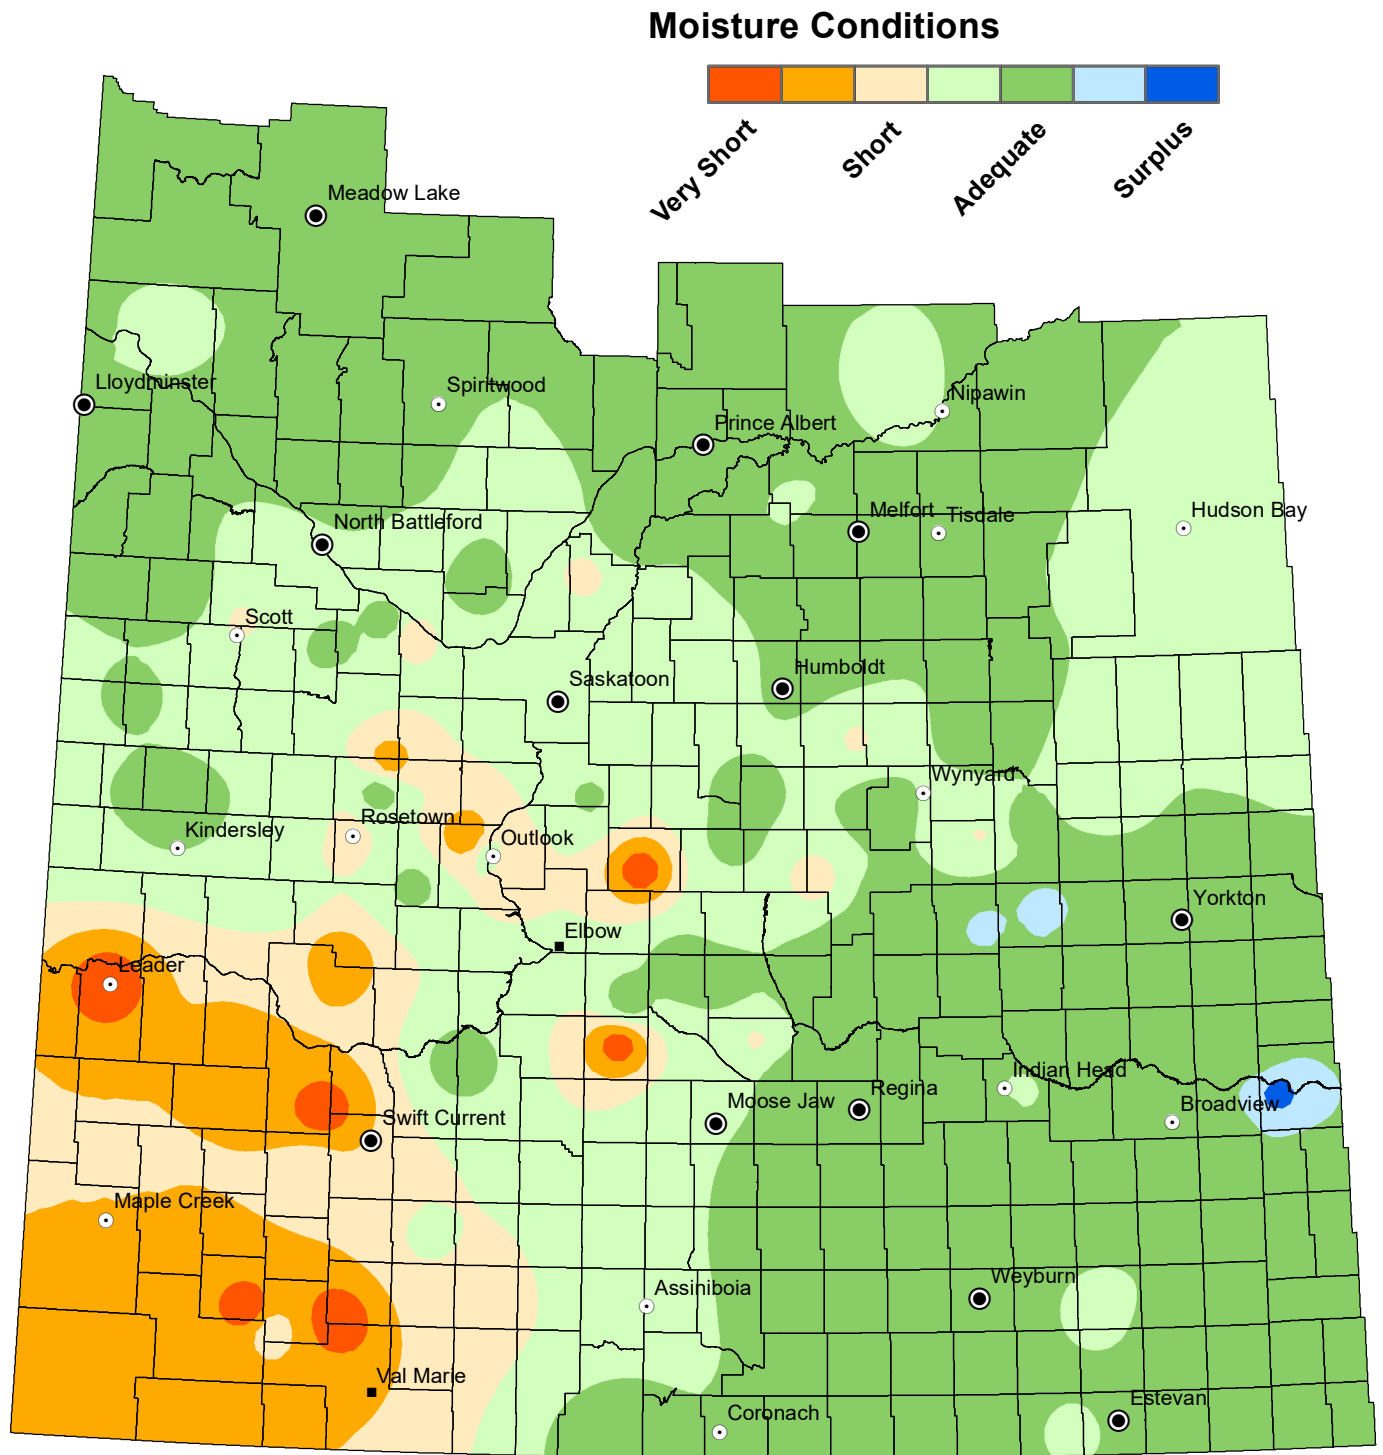 Moisture Conditions
Very Short
Short
Adequate
Surplus
Meadow Lake
Lloydminster
Spiritwood
Nipawin
Prince Albert
Hudson Bay
Melfort
Tisdale
North Battleford
Scott
Humboldt
Saskatoon
Wynyard
Rosetown
Kindersley
Outlook
Yorkton
Elbow
Leader
Indian Head
Regina
Moose Jaw
Broadview
Swift Current
Maple Creek
Weyburn
Assiniboia
Val Marie
Estevan
Coronach